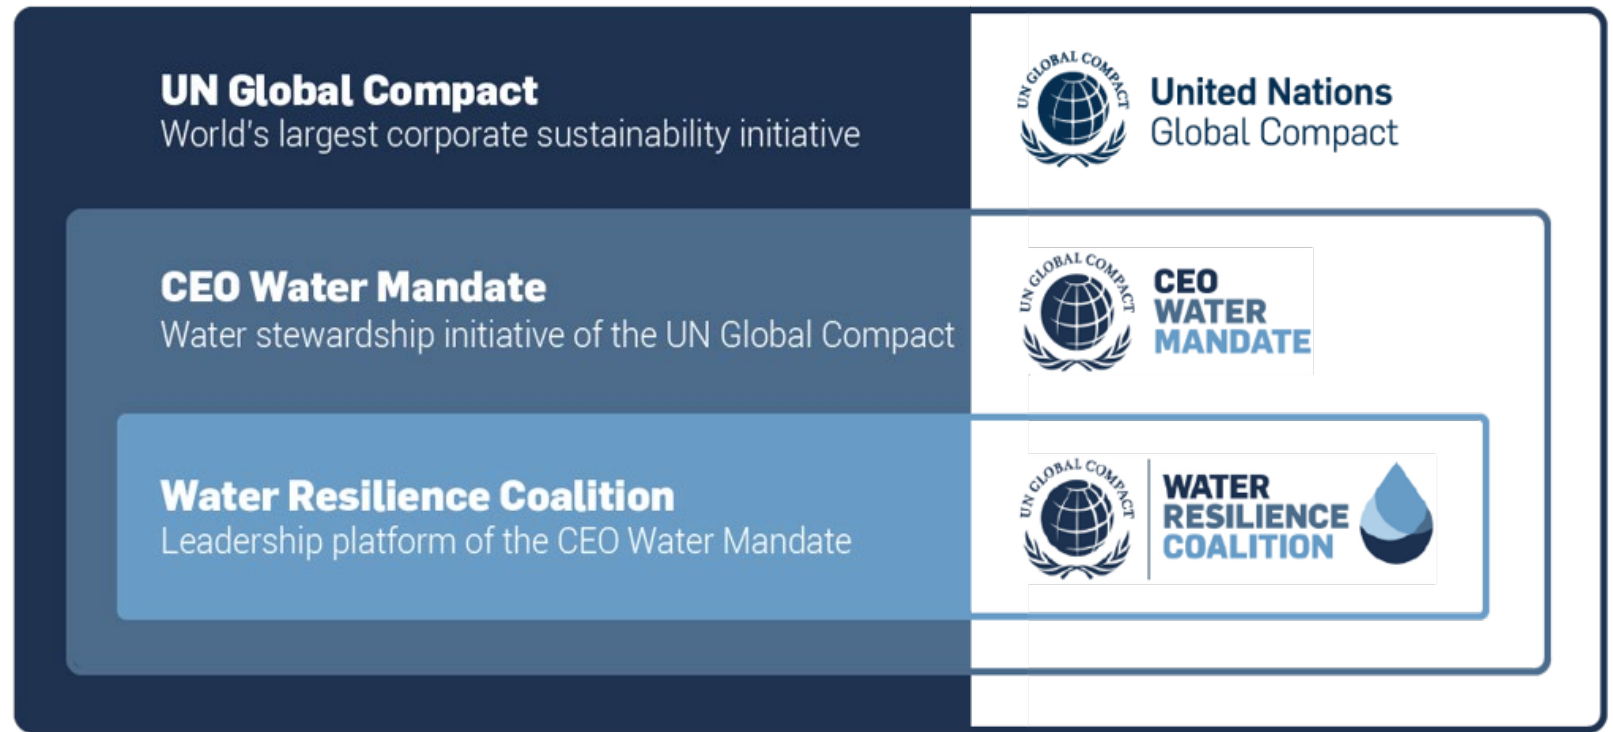 UN Global Compact
World's largest corporate sustainability initiative
UN GLOBAL COMPACT
United Nations
Global Compact
CEO Water Mandate
Water stewardship initiative of the UN Global Compact
UN GLOBAL COMPACT
CEO
WATER
MANDATE
Water Resilience Coalition
Leadership platform of the CEO Water Mandate
UN GLOBAL COMPACT
WATER
RESILIENCE
COALITION